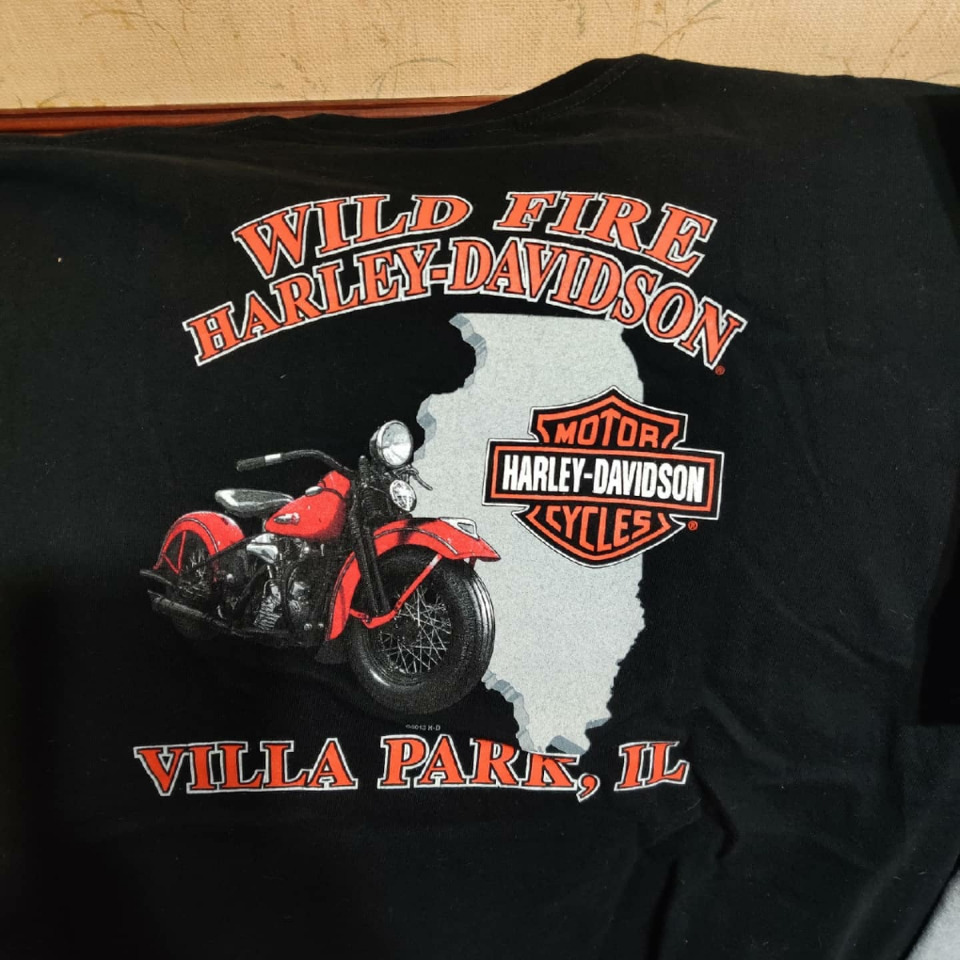 WILD FIRE
HARLEY-DAVIDSON®
MOTOR
HARLEY-DAVIDSON
CYCLES®
VILLA PARK, IL